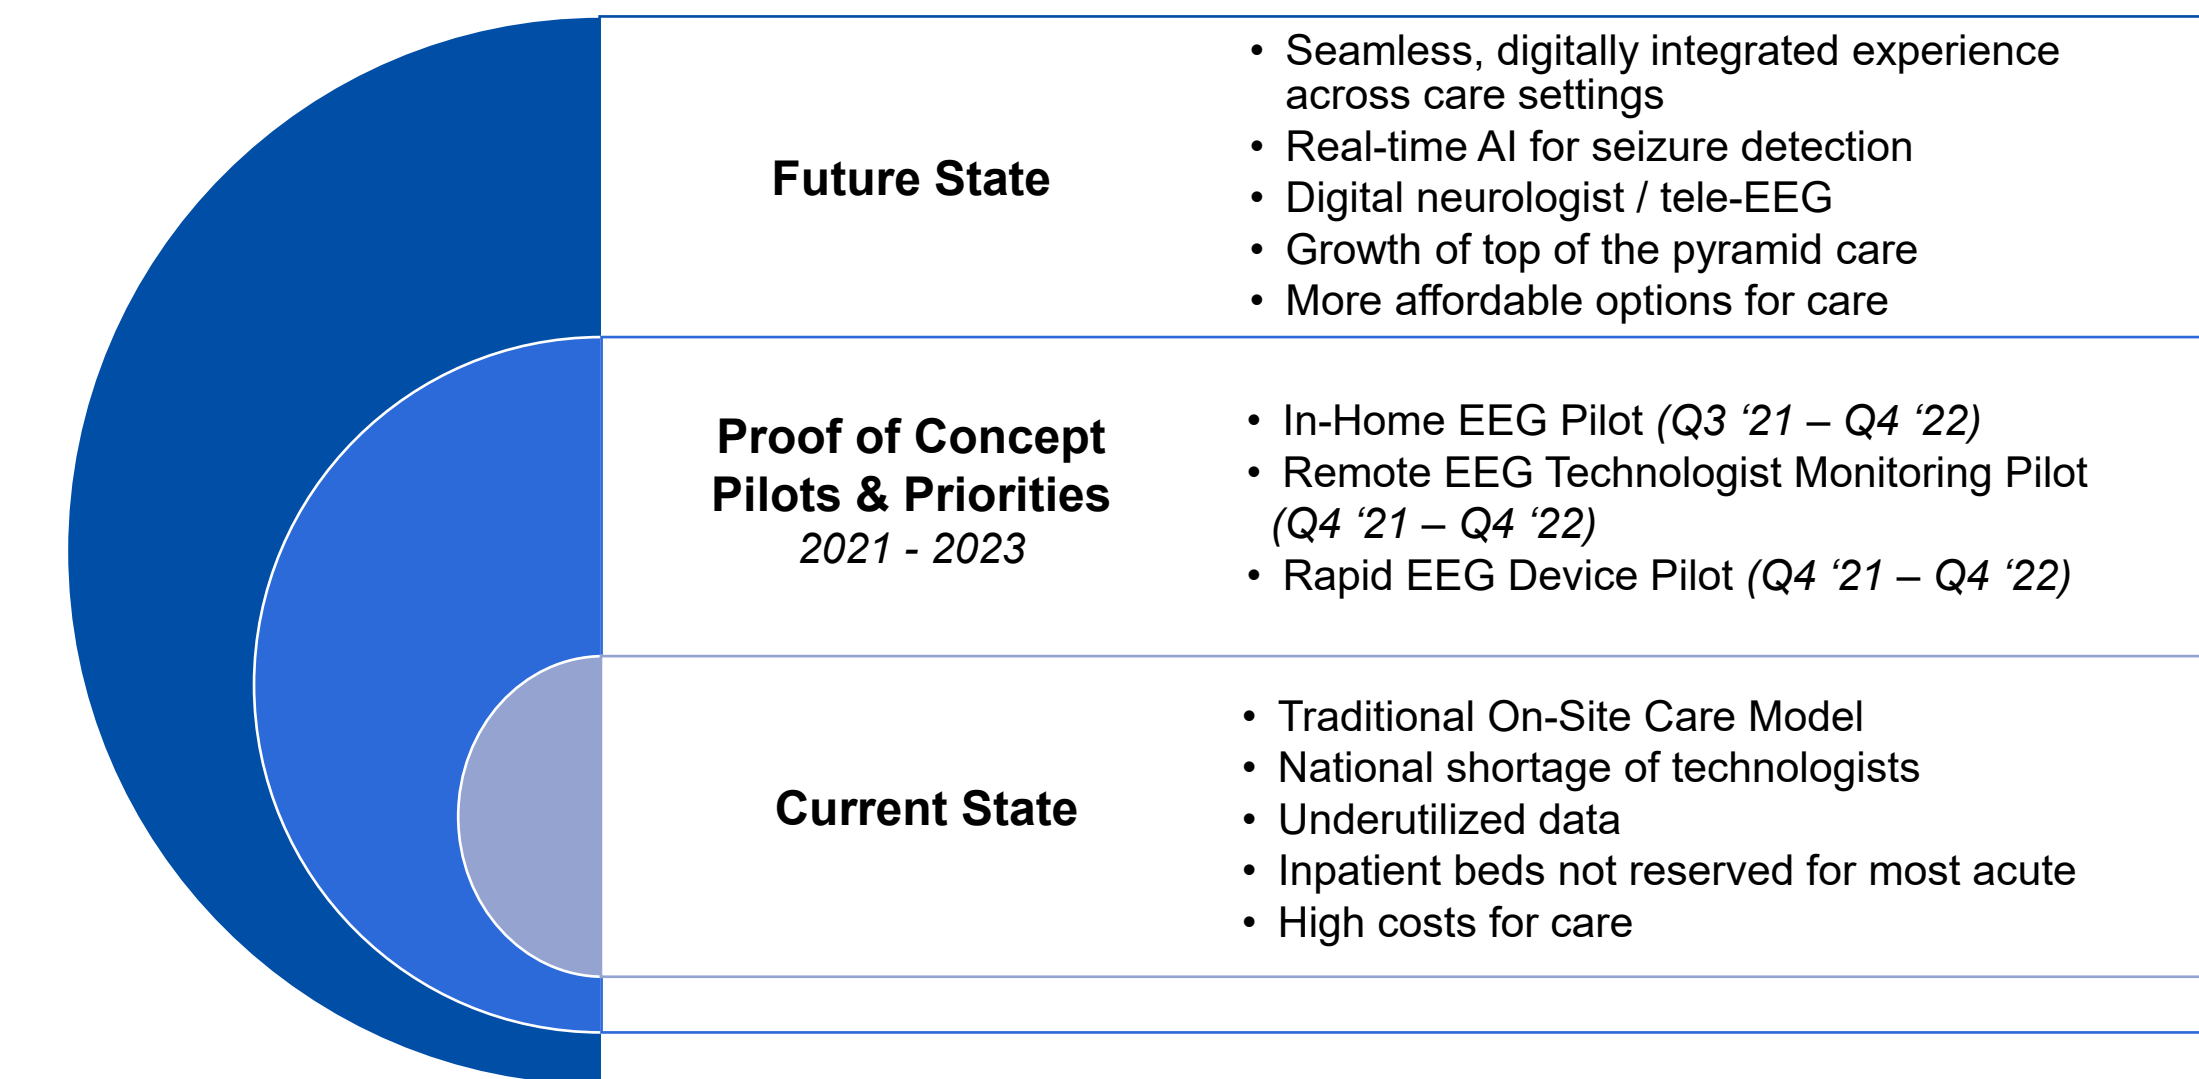 Future State
• Seamless, digitally integrated experience
across care settings
• Real-time AI for seizure detection
• Digital neurologist / tele-EEG
• Growth of top of the pyramid care
• More affordable options for care
Proof of Concept
Pilots & Priorities
2021 - 2023
• In-Home EEG Pilot (Q3 ‘21 – Q4 ‘22)
• Remote EEG Technologist Monitoring Pilot
(Q4 ‘21 – Q4 ‘22)
• Rapid EEG Device Pilot (Q4 ‘21 – Q4 ‘22)
Current State
• Traditional On-Site Care Model
• National shortage of technologists
• Underutilized data
• Inpatient beds not reserved for most acute
• High costs for care